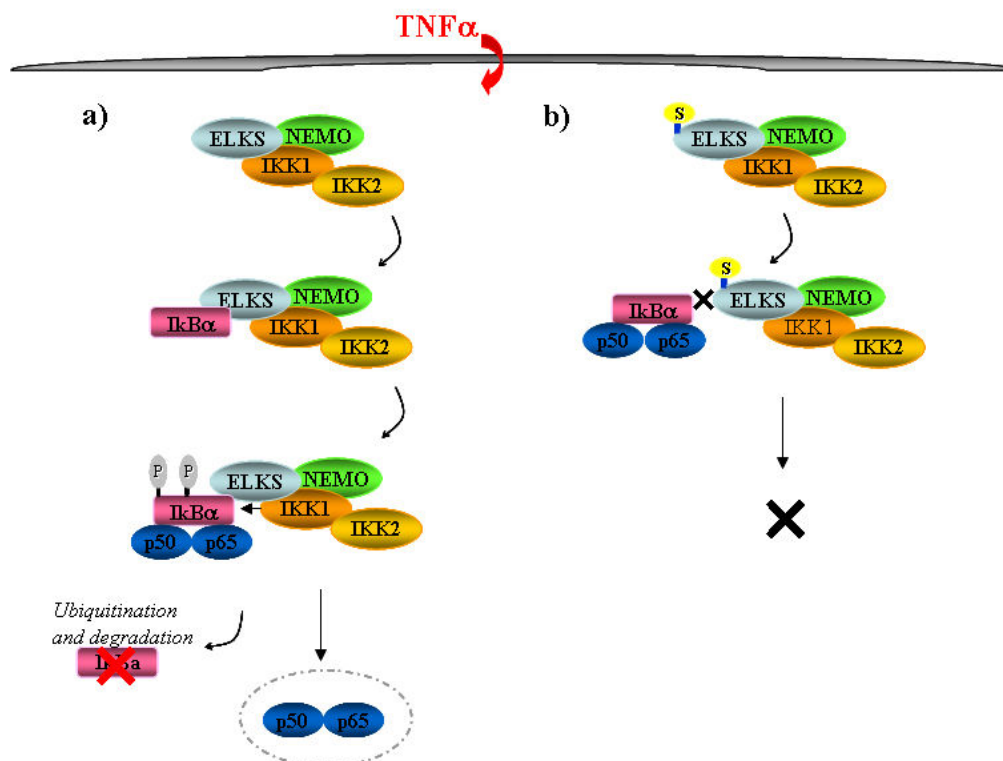 TNFα
a)
ELKS
NEMO
IKK1
IKK2
IkBα
ELKS
NEMO
IKK1
IKK2
P
P
IkBα
p50
p65
ELKS
NEMO
IKK1
IKK2
Ubiquitination
and degradation
IkBa
p50
p65
b)
S
ELKS
NEMO
IKK1
IKK2
S
IkBα
p50
p65
ELKS
NEMO
IKK1
IKK2